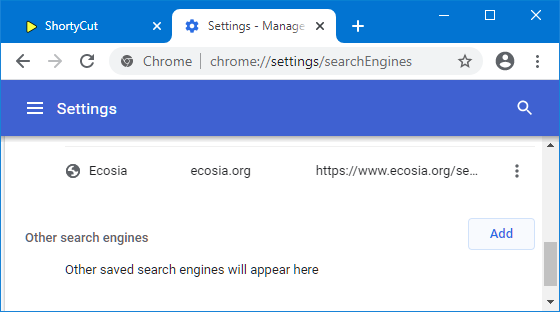 ShortyCut
Settings - Manage
Chrome | chrome://settings/searchEngines
Settings
Ecosia ecosia.org https://www.ecosia.org/se...
Other search engines
Add
Other saved search engines will appear here